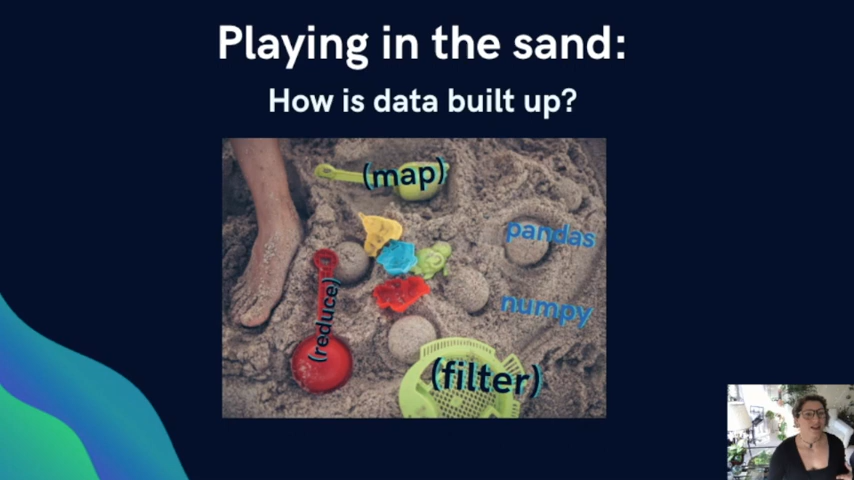 Playing in the sand:
How is data built up?
(map)
pandas
(reduce)
numpy
(filter)